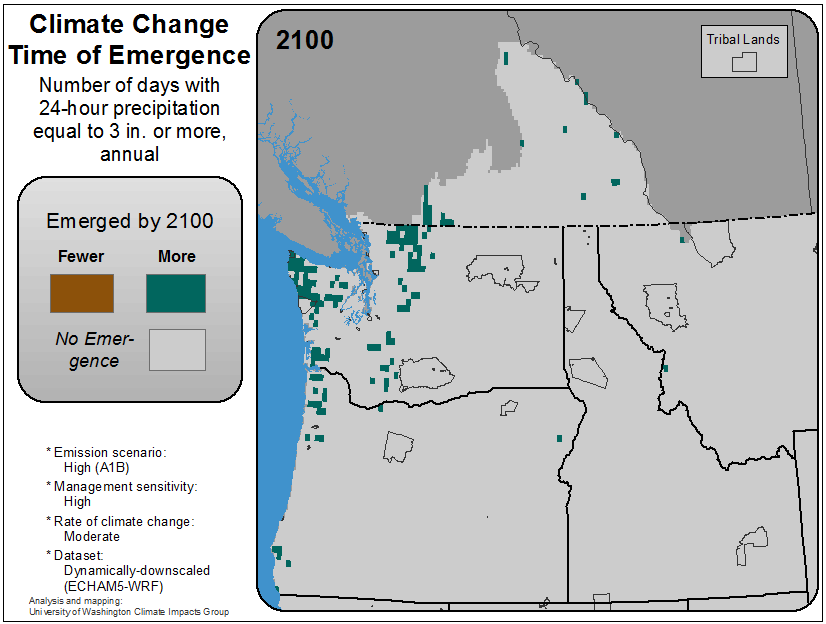 Climate Change
Time of Emergence
Number of days with
24-hour precipitation
equal to 3 in. or more,
annual
Emerged by 2100
Fewer
More
No Emer-
gence
* Emission scenario:
High (A1B)
* Management sensitivity:
High
* Rate of climate change:
Moderate
* Dataset:
Dynamically-downscaled
(ECHAM5-WRF)
Analysis and mapping:
University of Washington Climate Impacts Group
2100
Tribal Lands